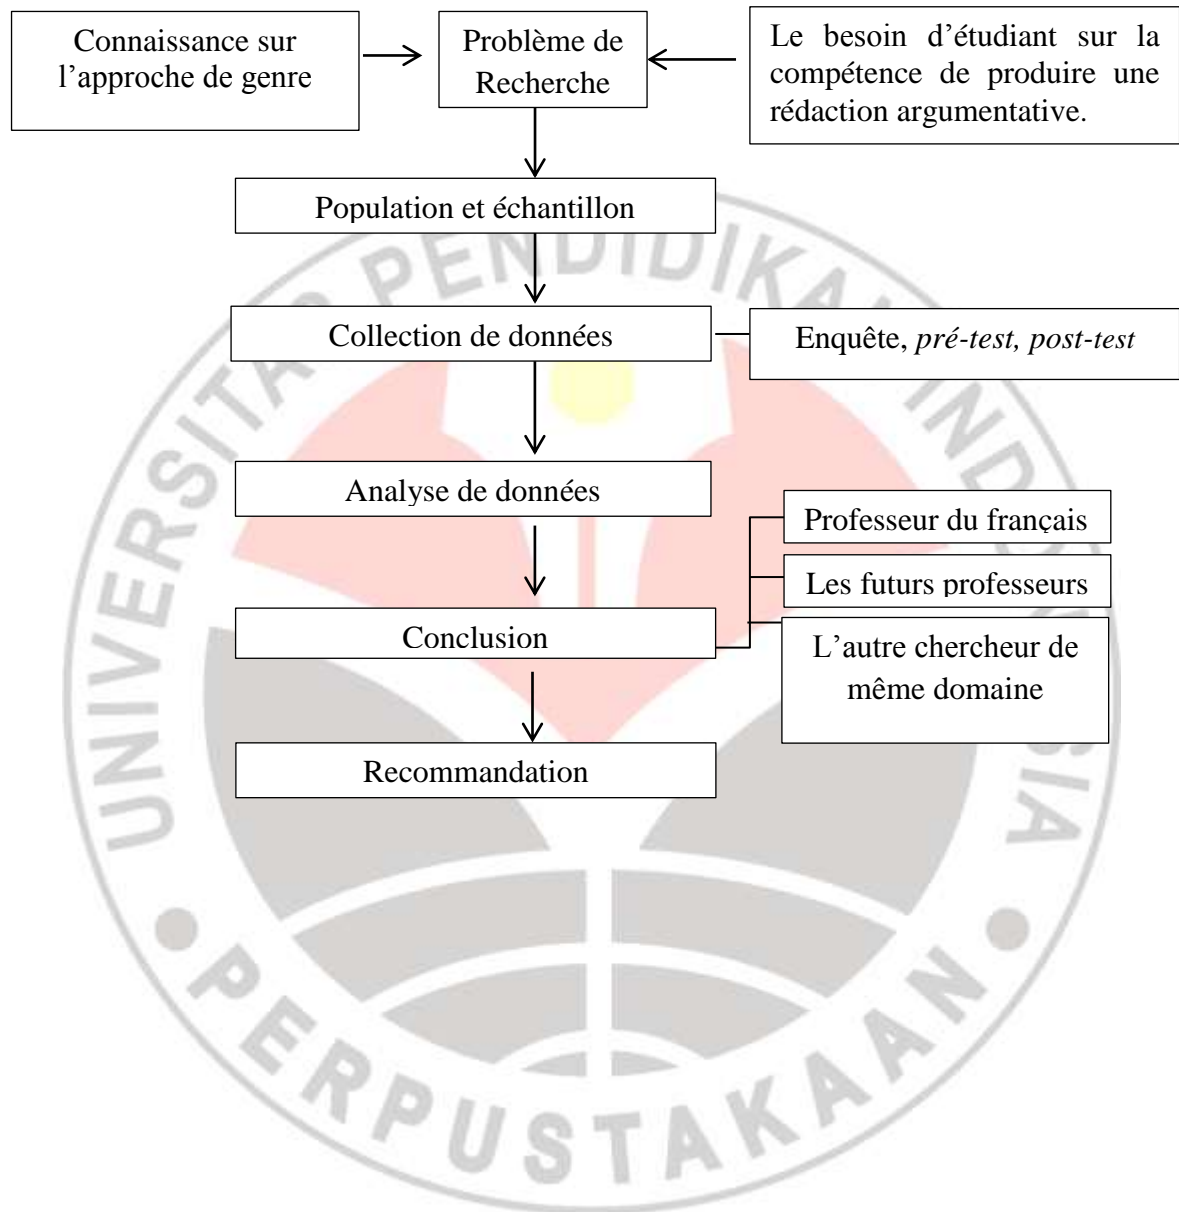 Connaissance sur
l’approche de genre
Problème de
Recherche
Le besoin d’étudiant sur la
compétence de produire une
rédaction argumentative.
Population et échantillon
Collection de données
Enquête, pré-test, post-test
Analyse de données
Professeur du français
Les futurs professeurs
L’autre chercheur de
même domaine
Conclusion
Recommandation
UNIVERSITAS PENDIDIKAN INDONESIA
PERPUSTAKAAN